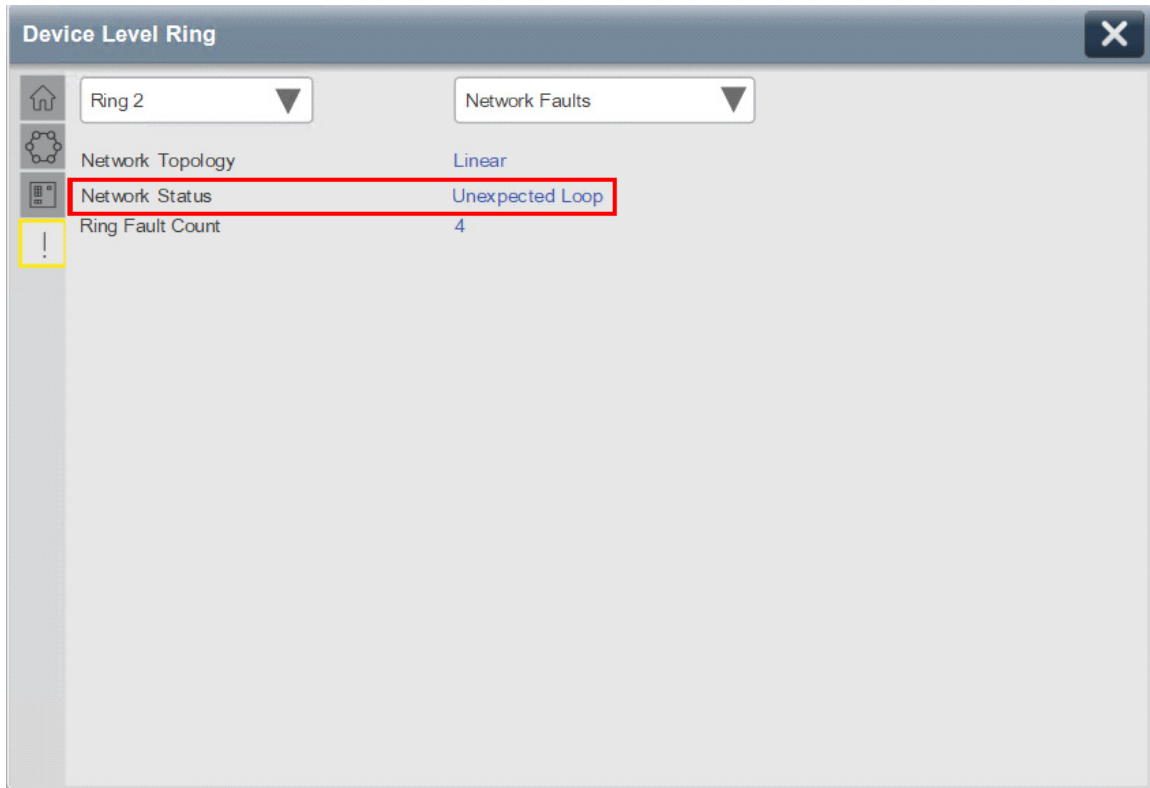 Device Level Ring
Ring 2 Network Faults
Network Topology Linear
Network Status Unexpected Loop
Ring Fault Count 4